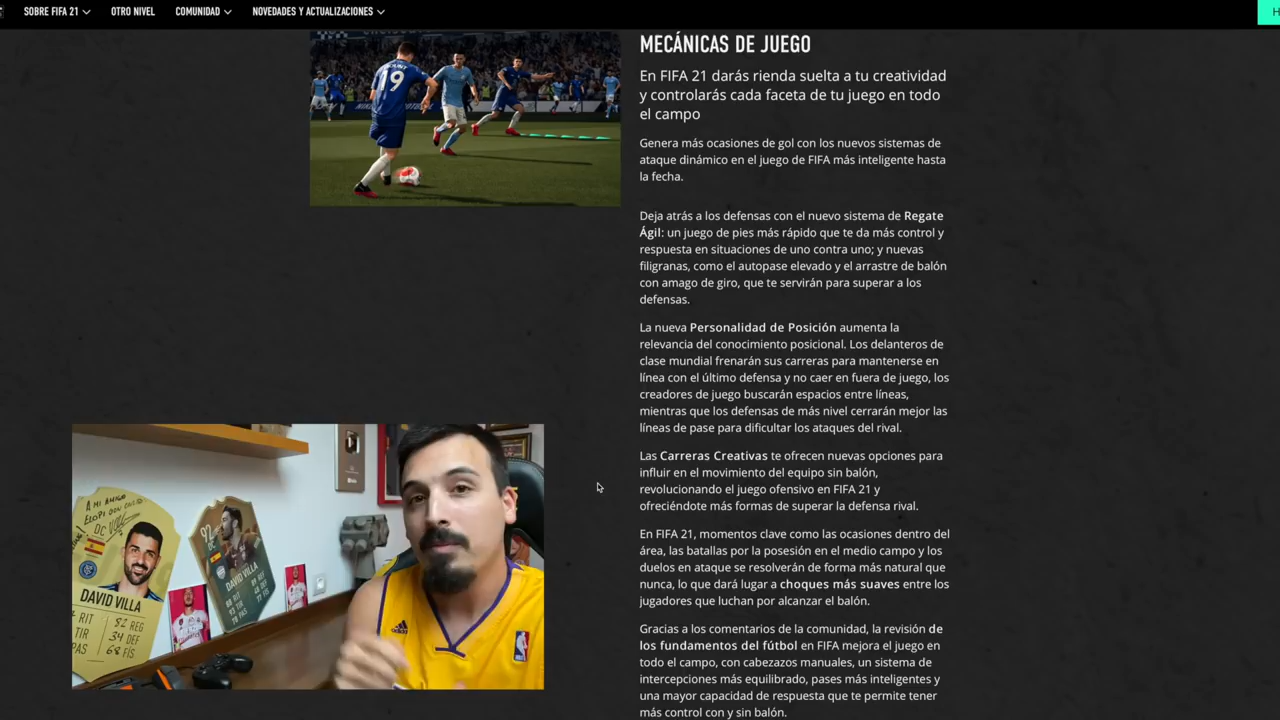 SOBRE FIFA 21
OTRO NIVEL
COMUNIDAD
NOVEDADES Y ACTUALIZACIONES
H
19
MECÁNICAS DE JUEGO
En FIFA 21 darás rienda suelta a tu creatividad
y controlarás cada faceta de tu juego en todo
el campo
Genera más ocasiones de gol con los nuevos sistemas de
ataque dinámico en el juego de FIFA más inteligente hasta
la fecha.
Deja atrás a los defensas con el nuevo sistema de Regate
Ágil: un juego de pies más rápido que te da más control y
respuesta en situaciones de uno contra uno; y nuevas
filigranas, como el autopase elevado y el arrastre de balón
con amago de giro, que te servirán para superar a los
defensas.
La nueva Personalidad de Posición aumenta la
relevancia del conocimiento posicional. Los delanteros de
clase mundial frenarán sus carreras para mantenerse en
línea con el último defensa y no caer en fuera de juego, los
creadores de juego buscarán espacios entre líneas,
mientras que los defensas de más nivel cerrarán mejor las
líneas de pase para dificultar los ataques del rival.
Las Carreras Creativas te ofrecen nuevas opciones para
influir en el movimiento del equipo sin balón,
revolucionando el juego ofensivo en FIFA 21 y
ofreciéndote más formas de superar la defensa rival.
En FIFA 21, momentos clave como las ocasiones dentro del
área, las batallas por la posesión en el medio campo y los
duelos en ataque se resolverán de forma más natural que
nunca, lo que dará lugar a choques más suaves entre los
jugadores que luchan por alcanzar el balón.
Gracias a los comentarios de la comunidad, la revisión de
los fundamentos del fútbol en FIFA mejora el juego en
todo el campo, con cabezazos manuales, un sistema de
intercepciones más equilibrado, pases más inteligentes y
una mayor capacidad de respuesta que te permite tener
más control con y sin balón.
A MI AMIGO
DC
DAVID VILLA
RIT 82 REG
TIR 34 DEF
PAS 68 FÍS
92
DAVID VILLA